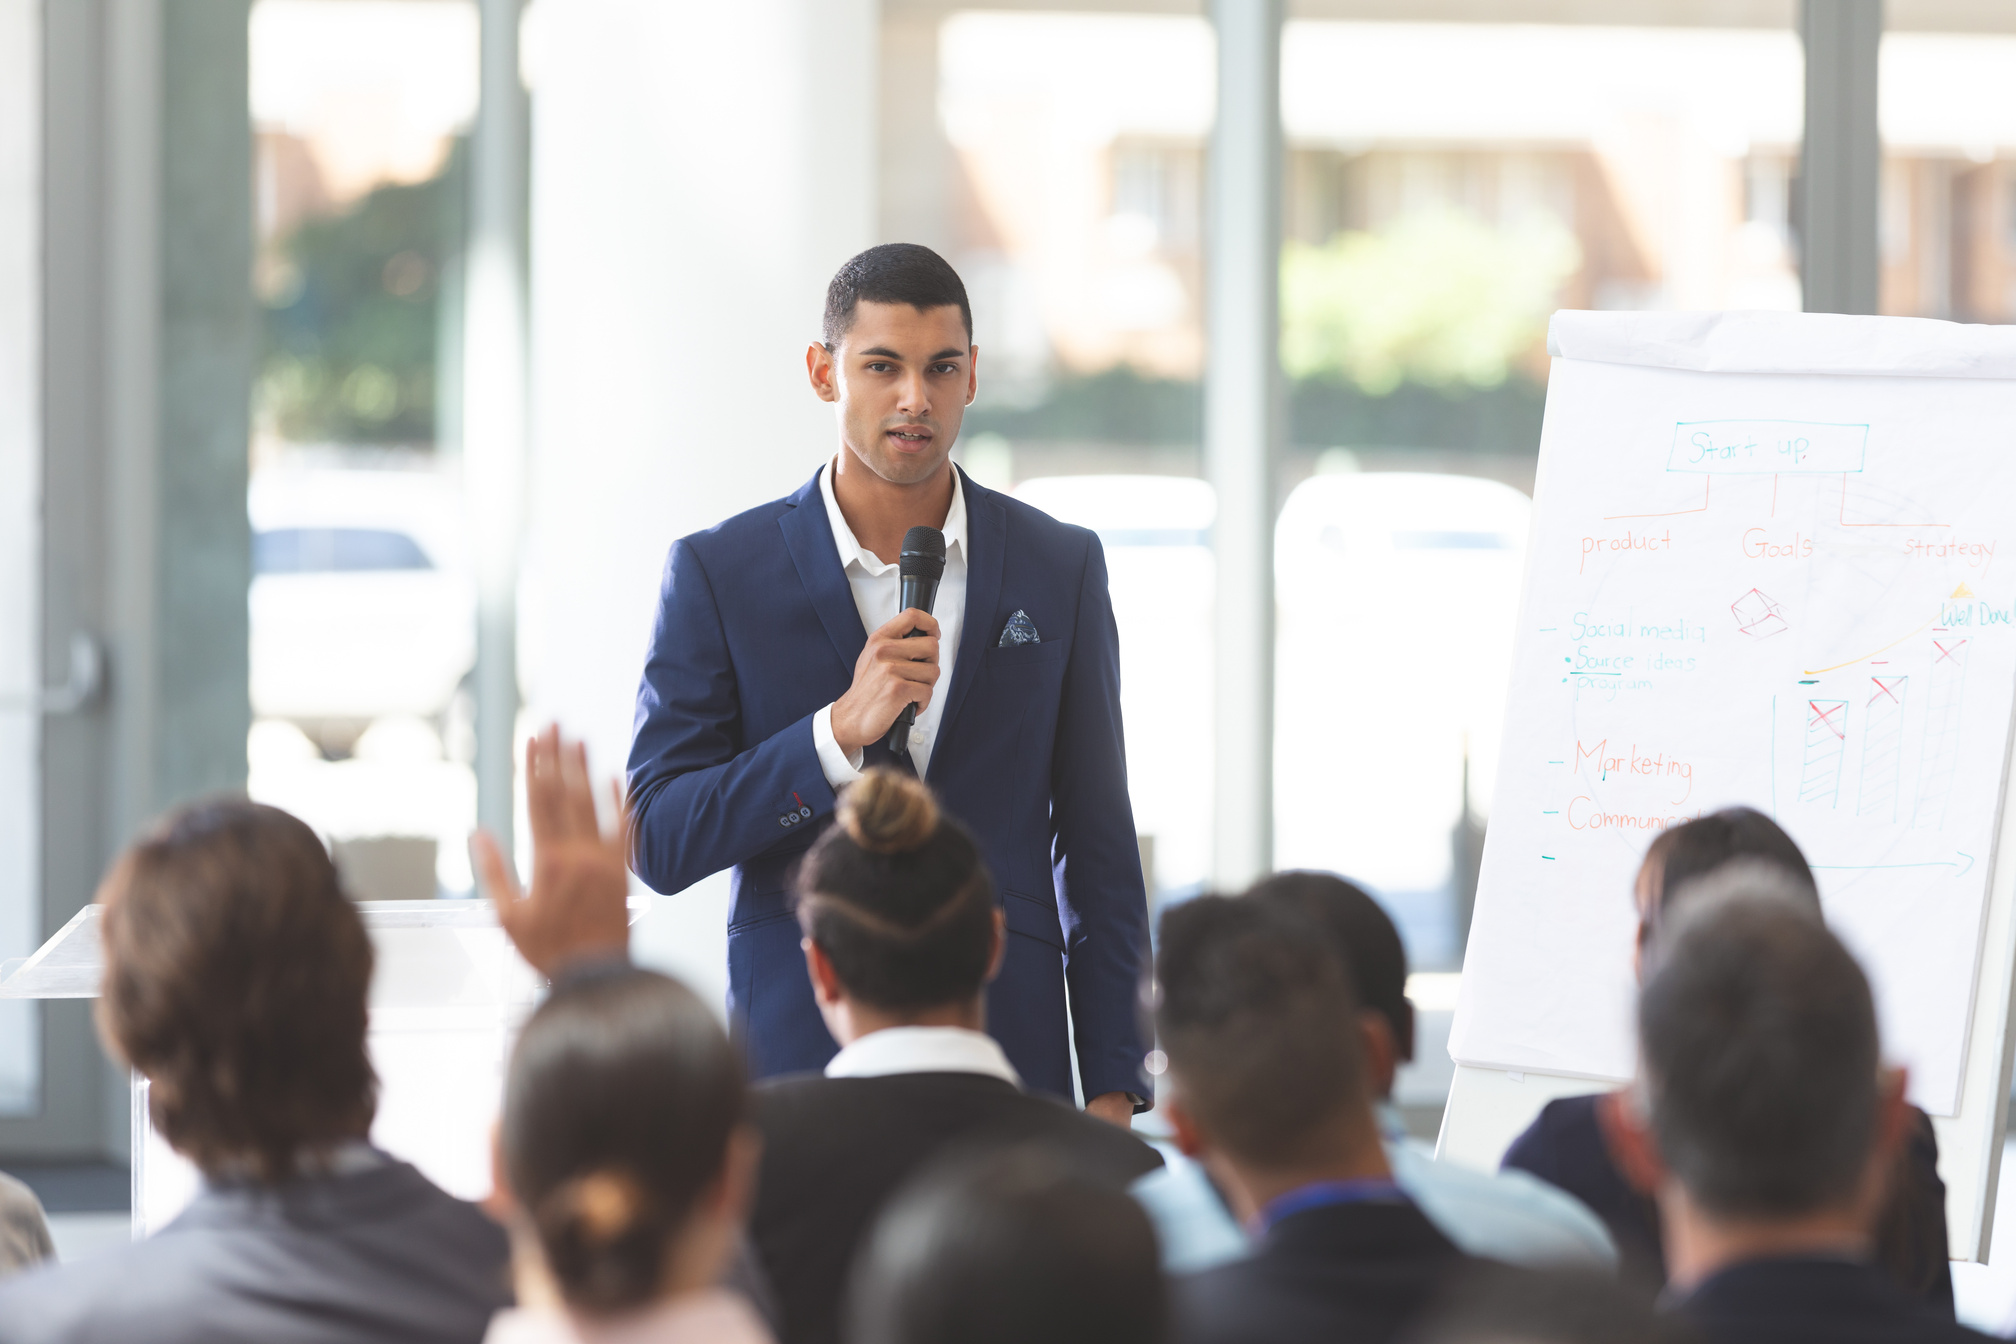 Start up
product Goals strategy
Well Done
- Social media
• Source ideas
• program
- Marketing
-
-